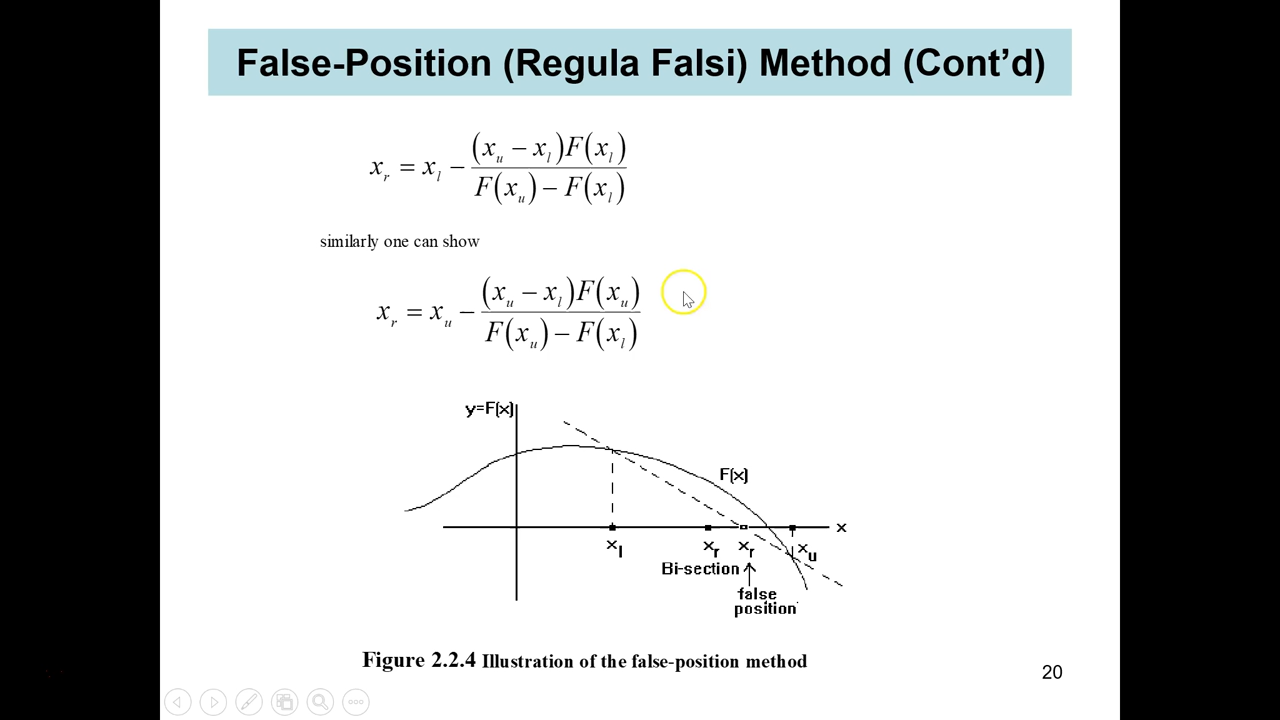 False-Position (Regula Falsi) Method (Cont’d)
x_r = x_l − (x_u − x_l)F(x_l) / F(x_u) − F(x_l)
similarly one can show
x_r = x_u − (x_u − x_l)F(x_u) / F(x_u) − F(x_l)
y=F(x)
F(x)
x
x_l x_r x_r x_u
Bi-section
false
position
Figure 2.2.4 Illustration of the false-position method
20